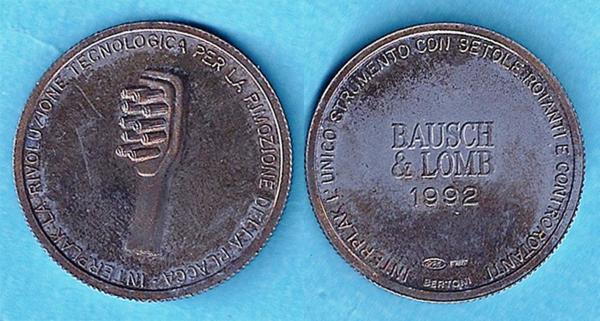 INTERPLAK LA RIVOLUZIONE TECNOLOGICA PER LA RIMOZIONE DELLA PLACCA
INTERPLAK L'UNICO STRUMENTO CON SETOLE ROTANTI E CONTROROTANTI
BAUSCH
& LOMB
1992
BERTONI